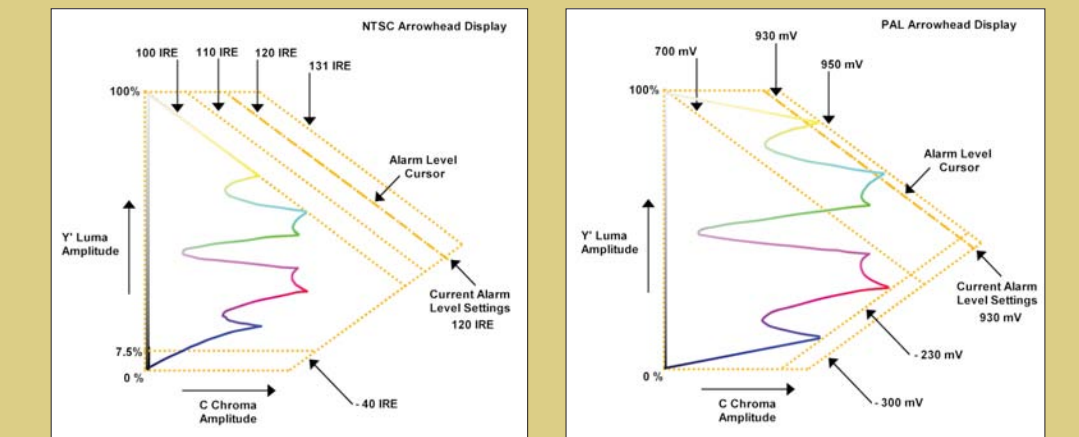 NTSC Arrowhead Display
100 IRE
110 IRE
120 IRE
131 IRE
100%
Alarm Level
Cursor
Y' Luma
Amplitude
Current Alarm
Level Settings
120 IRE
7.5%
0 %
- 40 IRE
C Chroma
Amplitude
PAL Arrowhead Display
930 mV
700 mV
950 mV
100%
Alarm Level
Cursor
Y' Luma
Amplitude
Current Alarm
Level Settings
930 mV
- 230 mV
0 %
- 300 mV
C Chroma
Amplitude